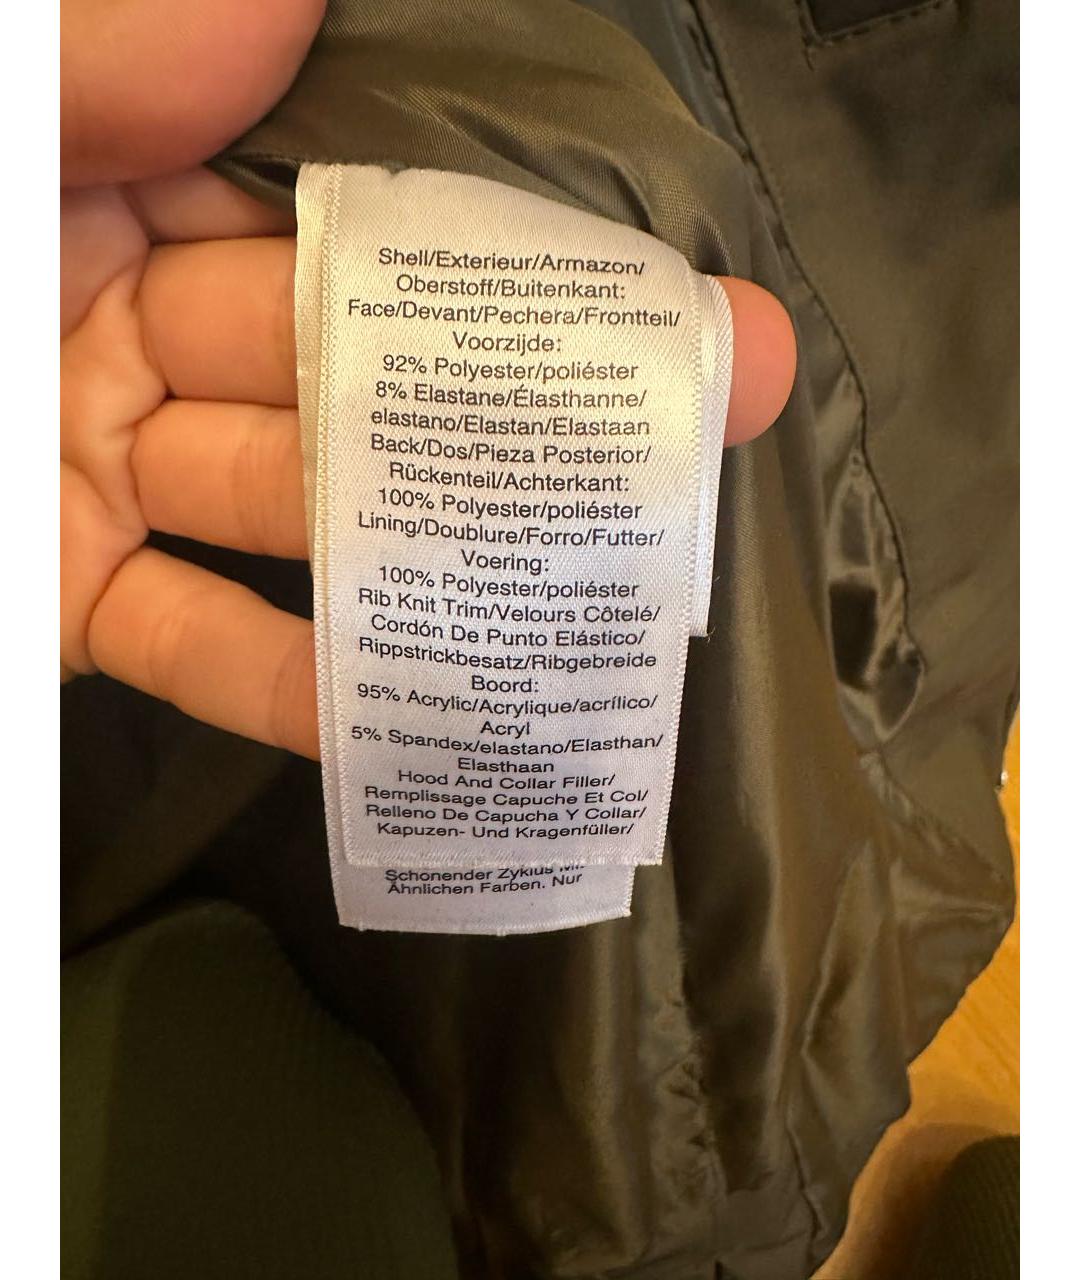 Shell/Exterieur/Armazon/
Oberstoff/Buitenkant:
Face/Devant/Pechera/Frontteil/
Voorzijde:
92% Polyester/poliéster
8% Elastane/Élasthanne/
elastano/Elastan/Elastaan
Back/Dos/Pieza Posterior/
Rückenteil/Achterkant:
100% Polyester/poliéster
Lining/Doublure/Forro/Futter/
Voering:
100% Polyester/poliéster
Rib Knit Trim/Velours Côtelé/
Cordón De Punto Elástico/
Rippstrickbesatz/Ribgebreide
Boord:
95% Acrylic/Acrylique/acrílico/
Acryl
5% Spandex/elastano/Elasthan/
Elasthaan
Hood And Collar Filler/
Remplissage Capuche Et Col/
Relleno De Capucha Y Collar/
Kapuzen- Und Kragenfüller/
Schonender Zyklus
Ähnlichen Farben. Nur